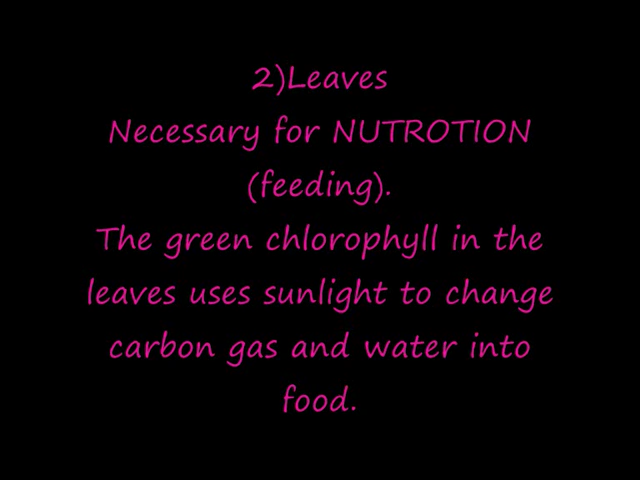 2)Leaves
Necessary for NUTROTION
(feeding).
The green chlorophyll in the
leaves uses sunlight to change
carbon gas and water into
food.